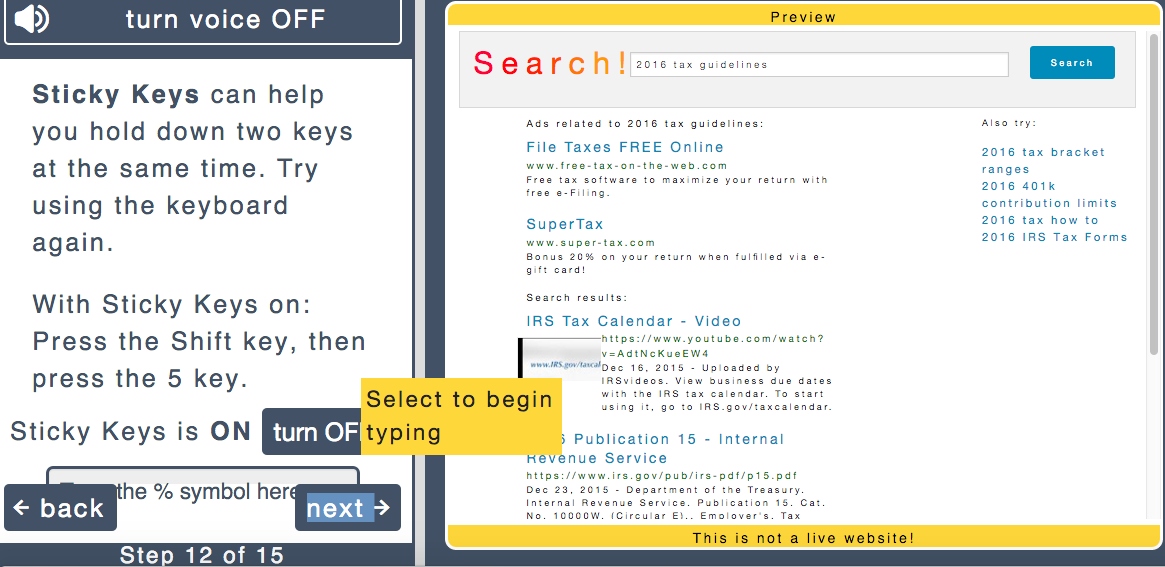 turn voice OFF
Sticky Keys can help
you hold down two keys
at the same time. Try
using the keyboard
again.
With Sticky Keys on:
Press the Shift key, then
press the 5 key.
Sticky Keys is ON turn OFF
Select to begin
typing
the % symbol here
← back
next →
Step 12 of 15
Preview
Search!
2016 tax guidelines
Search
Ads related to 2016 tax guidelines:
File Taxes FREE Online
www.free-tax-on-the-web.com
Free tax software to maximize your return with
free e-Filing.
SuperTax
www.super-tax.com
Bonus 20% on your return when fulfilled via e-
gift card!
Search results:
IRS Tax Calendar - Video
www.IRS.gov/taxcal
https://www.youtube.com/watch?
v=AdtNcKueEW4
Dec 16, 2015 - Uploaded by
IRSvideos. View business due dates
with the IRS tax calendar. To start
using it, go to IRS.gov/taxcalendar.
6 Publication 15 - Internal
Revenue Service
https://www.irs.gov/pub/irs-pdf/p15.pdf
Dec 23, 2015 - Department of the Treasury.
Internal Revenue Service. Publication 15. Cat.
No. 10000W. (Circular E),. Employer's. Tax
Also try:
2016 tax bracket
ranges
2016 401k
contribution limits
2016 tax how to
2016 IRS Tax Forms
This is not a live website!